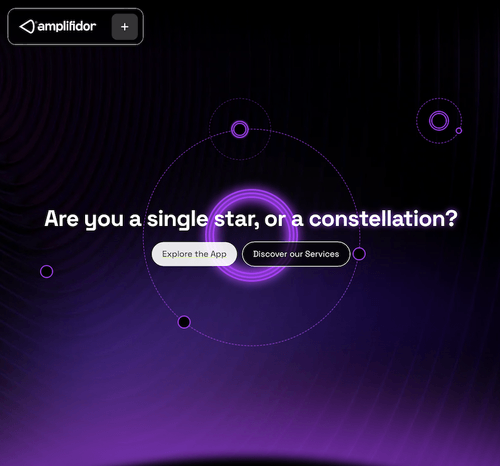 amplifidor
+
Are you a single star, or a constellation?
Explore the App
Discover our Services